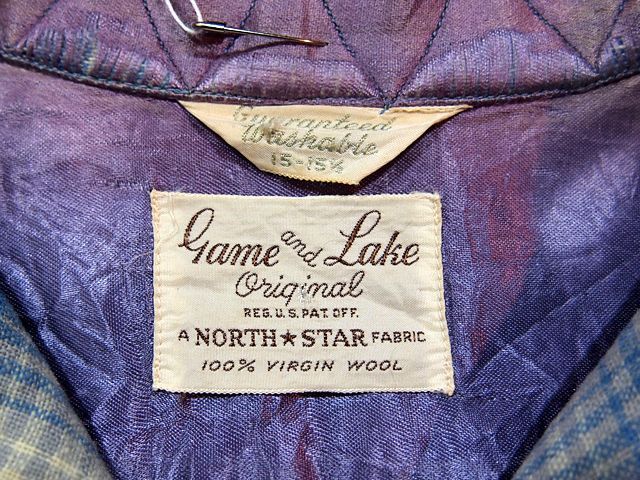 Guaranteed
Washable
15-15½
Game and Lake
Original
REG. U.S. PAT. OFF.
A NORTH★STAR FABRIC
100% VIRGIN WOOL